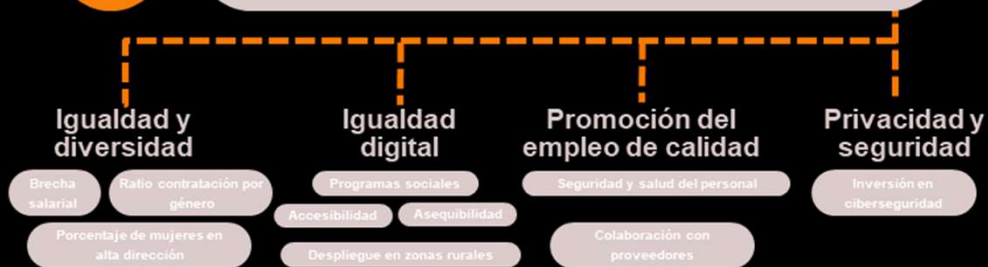 Igualdad y
diversidad
Brecha
salarial
Ratio contratación por
género
Porcentaje de mujeres en
alta dirección
Igualdad
digital
Programas sociales
Accesibilidad
Asequibilidad
Despliegue en zonas rurales
Promoción del
empleo de calidad
Seguridad y salud del personal
Colaboración con
proveedores
Privacidad y
seguridad
Inversión en
ciberseguridad